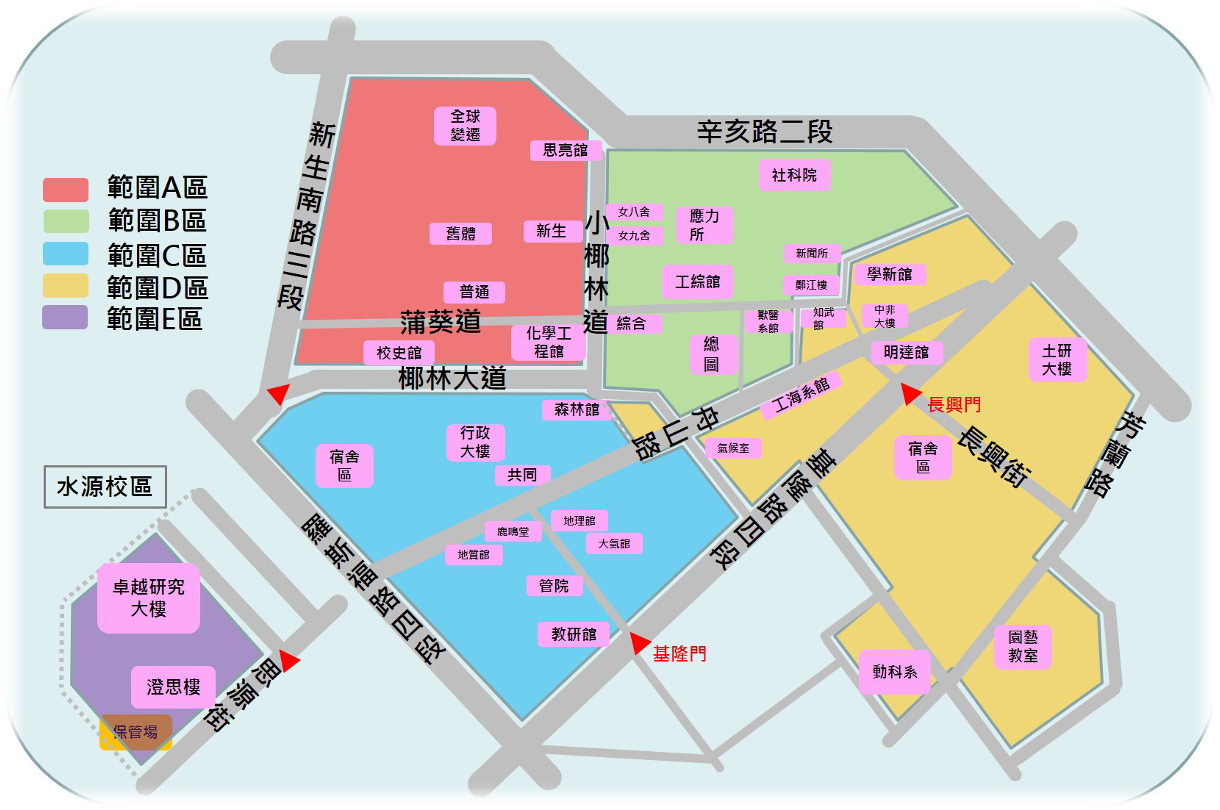 範圍A區
範圍B區
範圍C區
範圍D區
範圍E區
水源校區
新生南路三段
辛亥路二段
小椰林道
蒲葵道
椰林大道
舟山路
羅斯福路四段
基隆路四段
長興街
芳蘭路
思源街
全球
變遷
思亮館
舊體
新生
普通
校史館
化學工
程館
社科院
女八舍
女九舍
應力
所
新聞所
工綜館
鄭江樓
綜合
獸醫
系館
知武
館
總
圖
學新館
中非
大樓
明達館
土研
大樓
工海系館
氣候室
宿舍
區
長興門
森林館
行政
大樓
宿舍
區
共同
鹿鳴堂
地理館
地質館
大氣館
管院
教研館
基隆門
動科系
園藝
教室
卓越研究
大樓
澄思樓
保管場